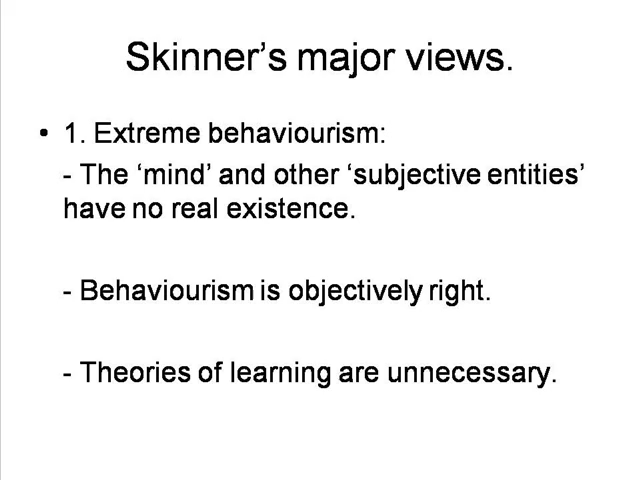 Skinner’s major views.
• 1. Extreme behaviourism:
- The ‘mind’ and other ‘subjective entities’
have no real existence.
- Behaviourism is objectively right.
- Theories of learning are unnecessary.